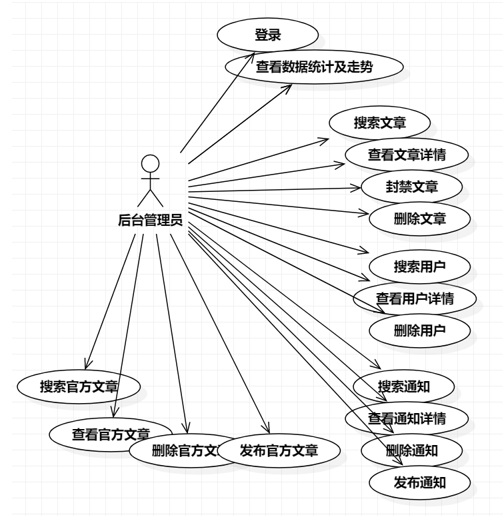 登录
查看数据统计及走势
搜索文章
查看文章详情
封禁文章
删除文章
后台管理员
搜索用户
查看用户详情
删除用户
搜索官方文章
搜索通知
查看通知详情
查看官方文章
删除官方文
发布官方文章
删除通知
发布通知